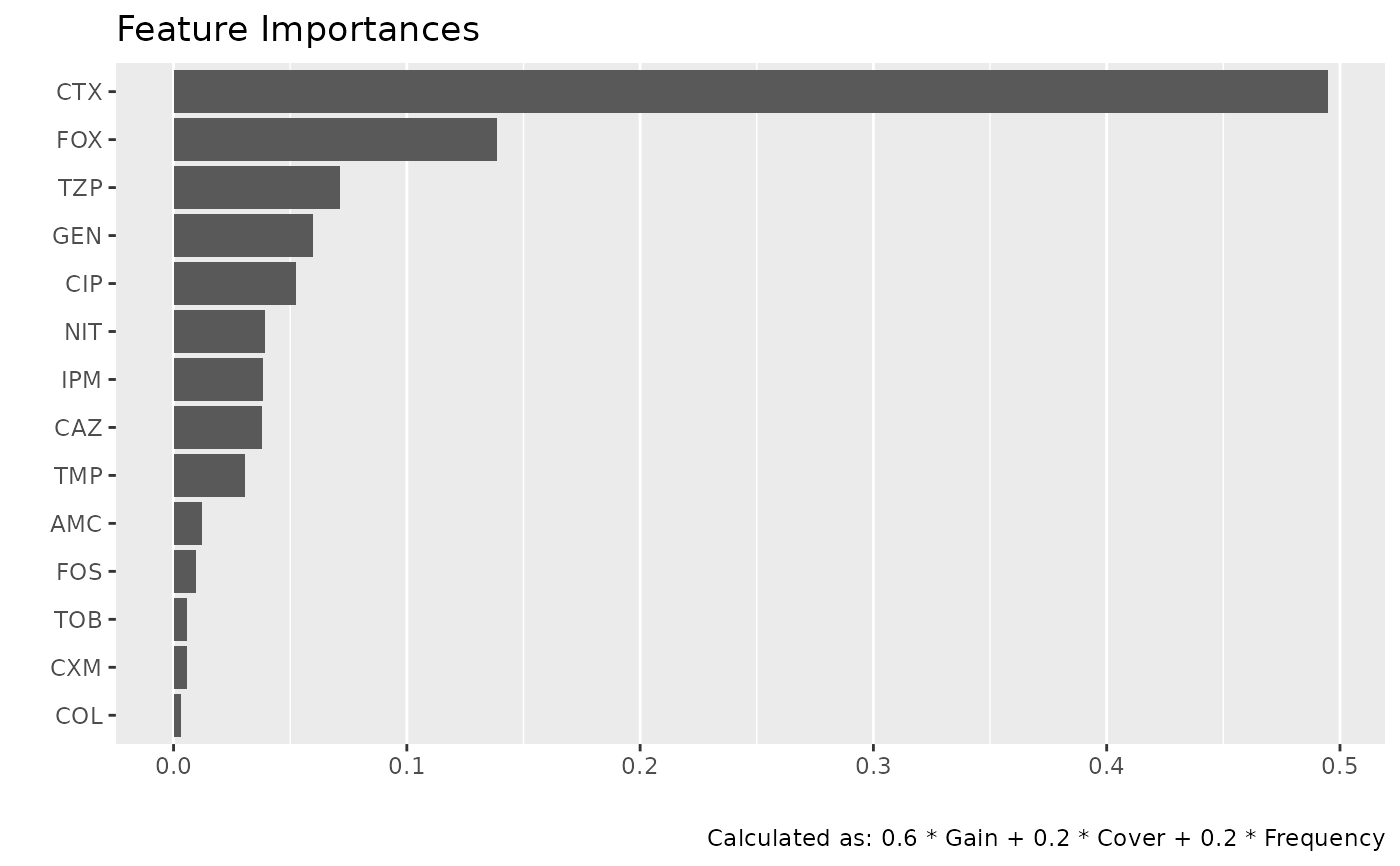 Feature Importances
CTX
FOX
TZP
GEN
CIP
NIT
IPM
CAZ
TMP
AMC
FOS
TOB
CXM
COL
0.0 0.1 0.2 0.3 0.4 0.5
Calculated as: 0.6 * Gain + 0.2 * Cover + 0.2 * Frequency